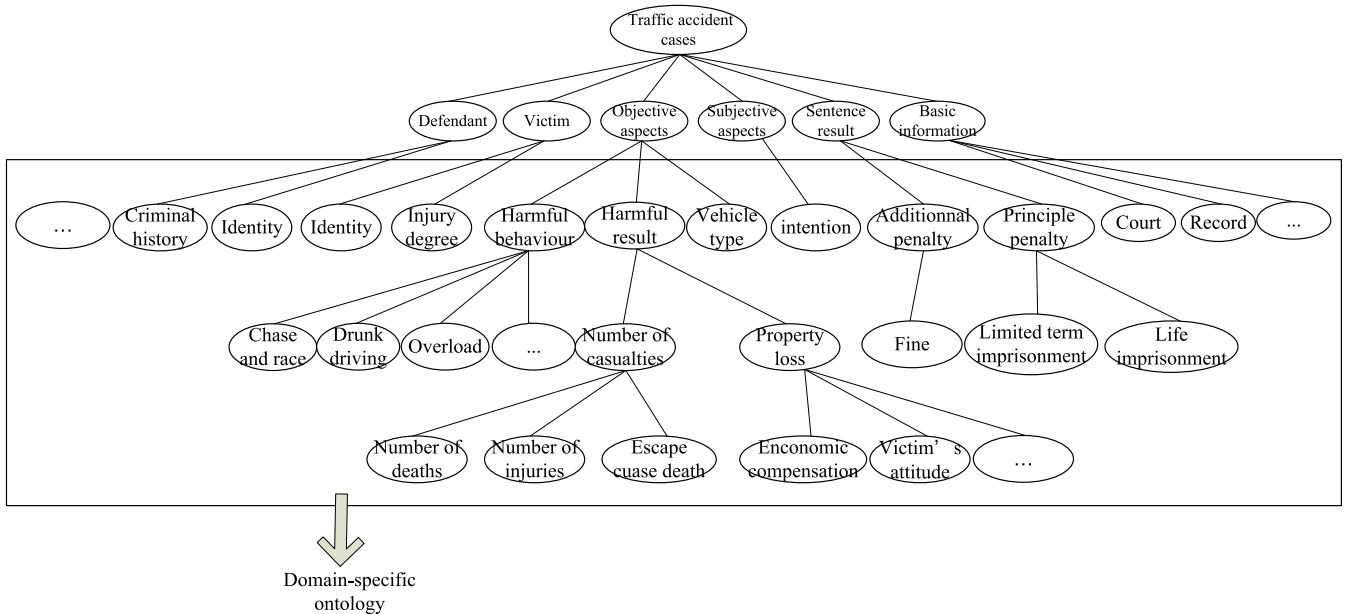 Traffic accident
cases
Defendant
Victim
Objective
aspects
Subjective
aspects
Sentence
result
Basic
information
...
Criminal
history
Identity
Identity
Injury
degree
Harmful
behaviour
Harmful
result
Vehicle
type
intention
Additionnal
penalty
Principle
penalty
Court
Record
...
Chase
and race
Drunk
driving
Overload
...
Number of
casualties
Property
loss
Fine
Limited term
imprisonment
Life
imprisonment
Number of
deaths
Number of
injuries
Escape
cuase death
Enconomic
compensation
Victim’ s
attitude
...
Domain-specific
ontology